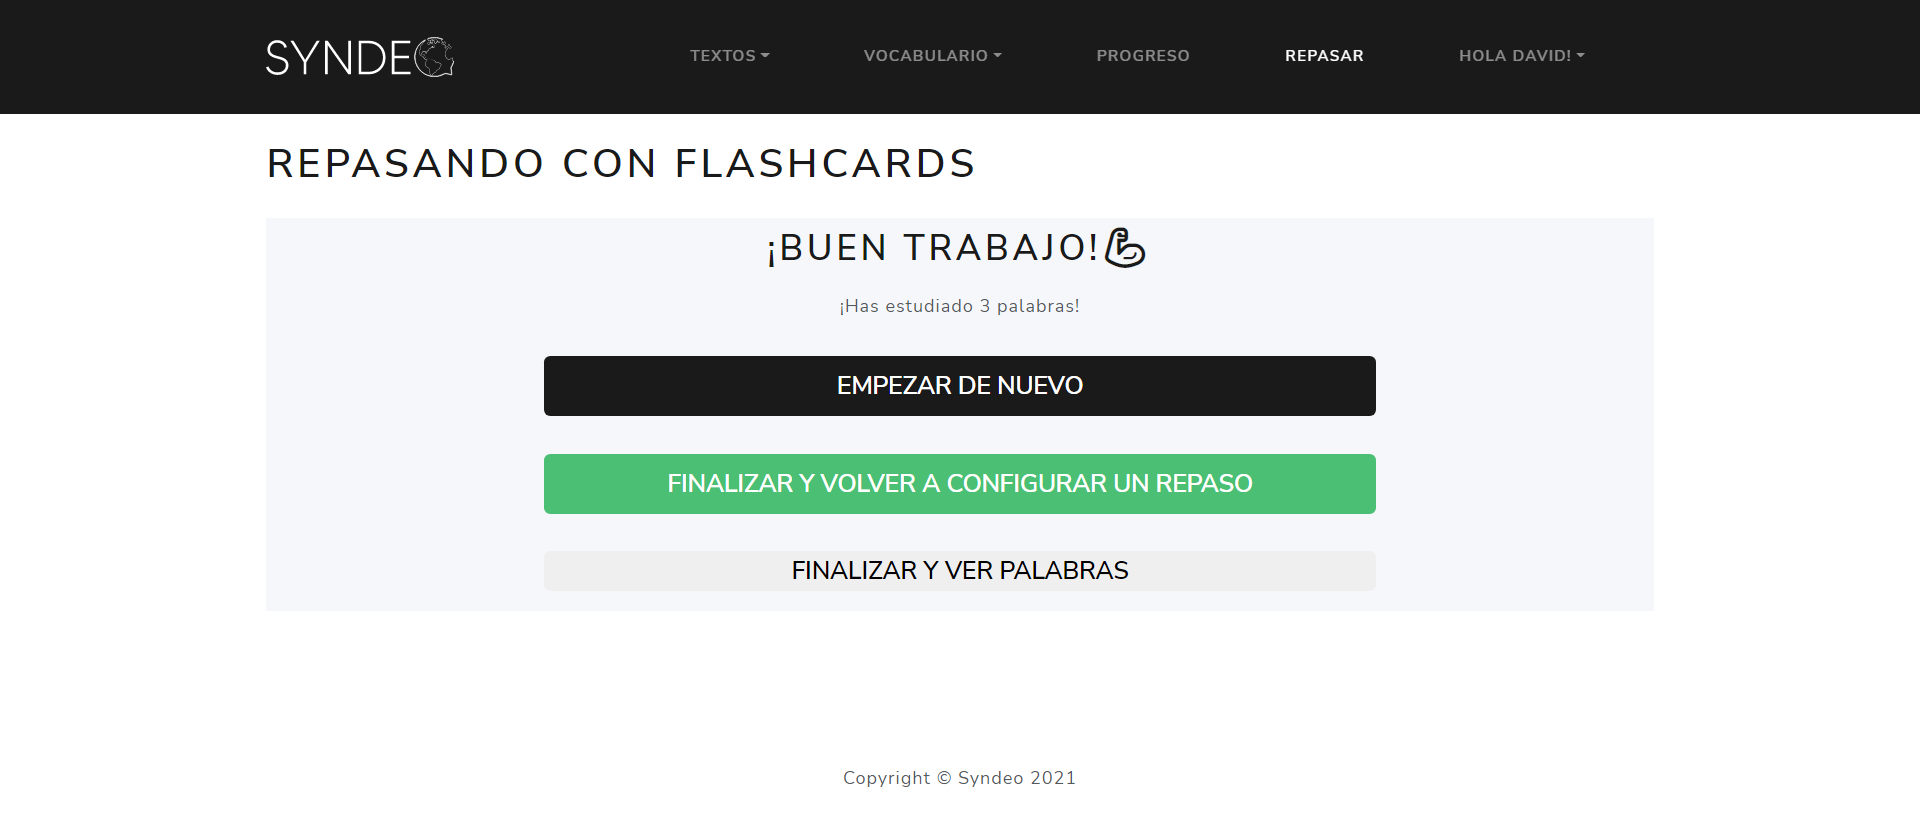 SYNDEO
TEXTOS VOCABULARIO PROGRESO REPASAR HOLA DAVID!
REPASANDO CON FLASHCARDS
¡BUEN TRABAJO!
¡Has estudiado 3 palabras!
EMPEZAR DE NUEVO
FINALIZAR Y VOLVER A CONFIGURAR UN REPASO
FINALIZAR Y VER PALABRAS
Copyright © Syndeo 2021